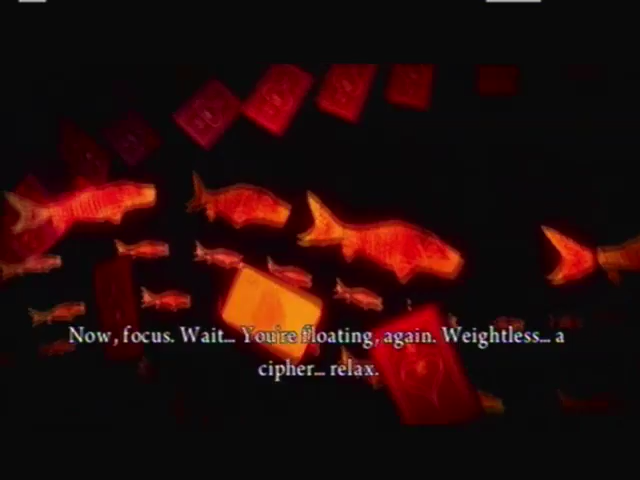 Now, focus. Wait... You're floating, again. Weightless... a
cipher... relax.